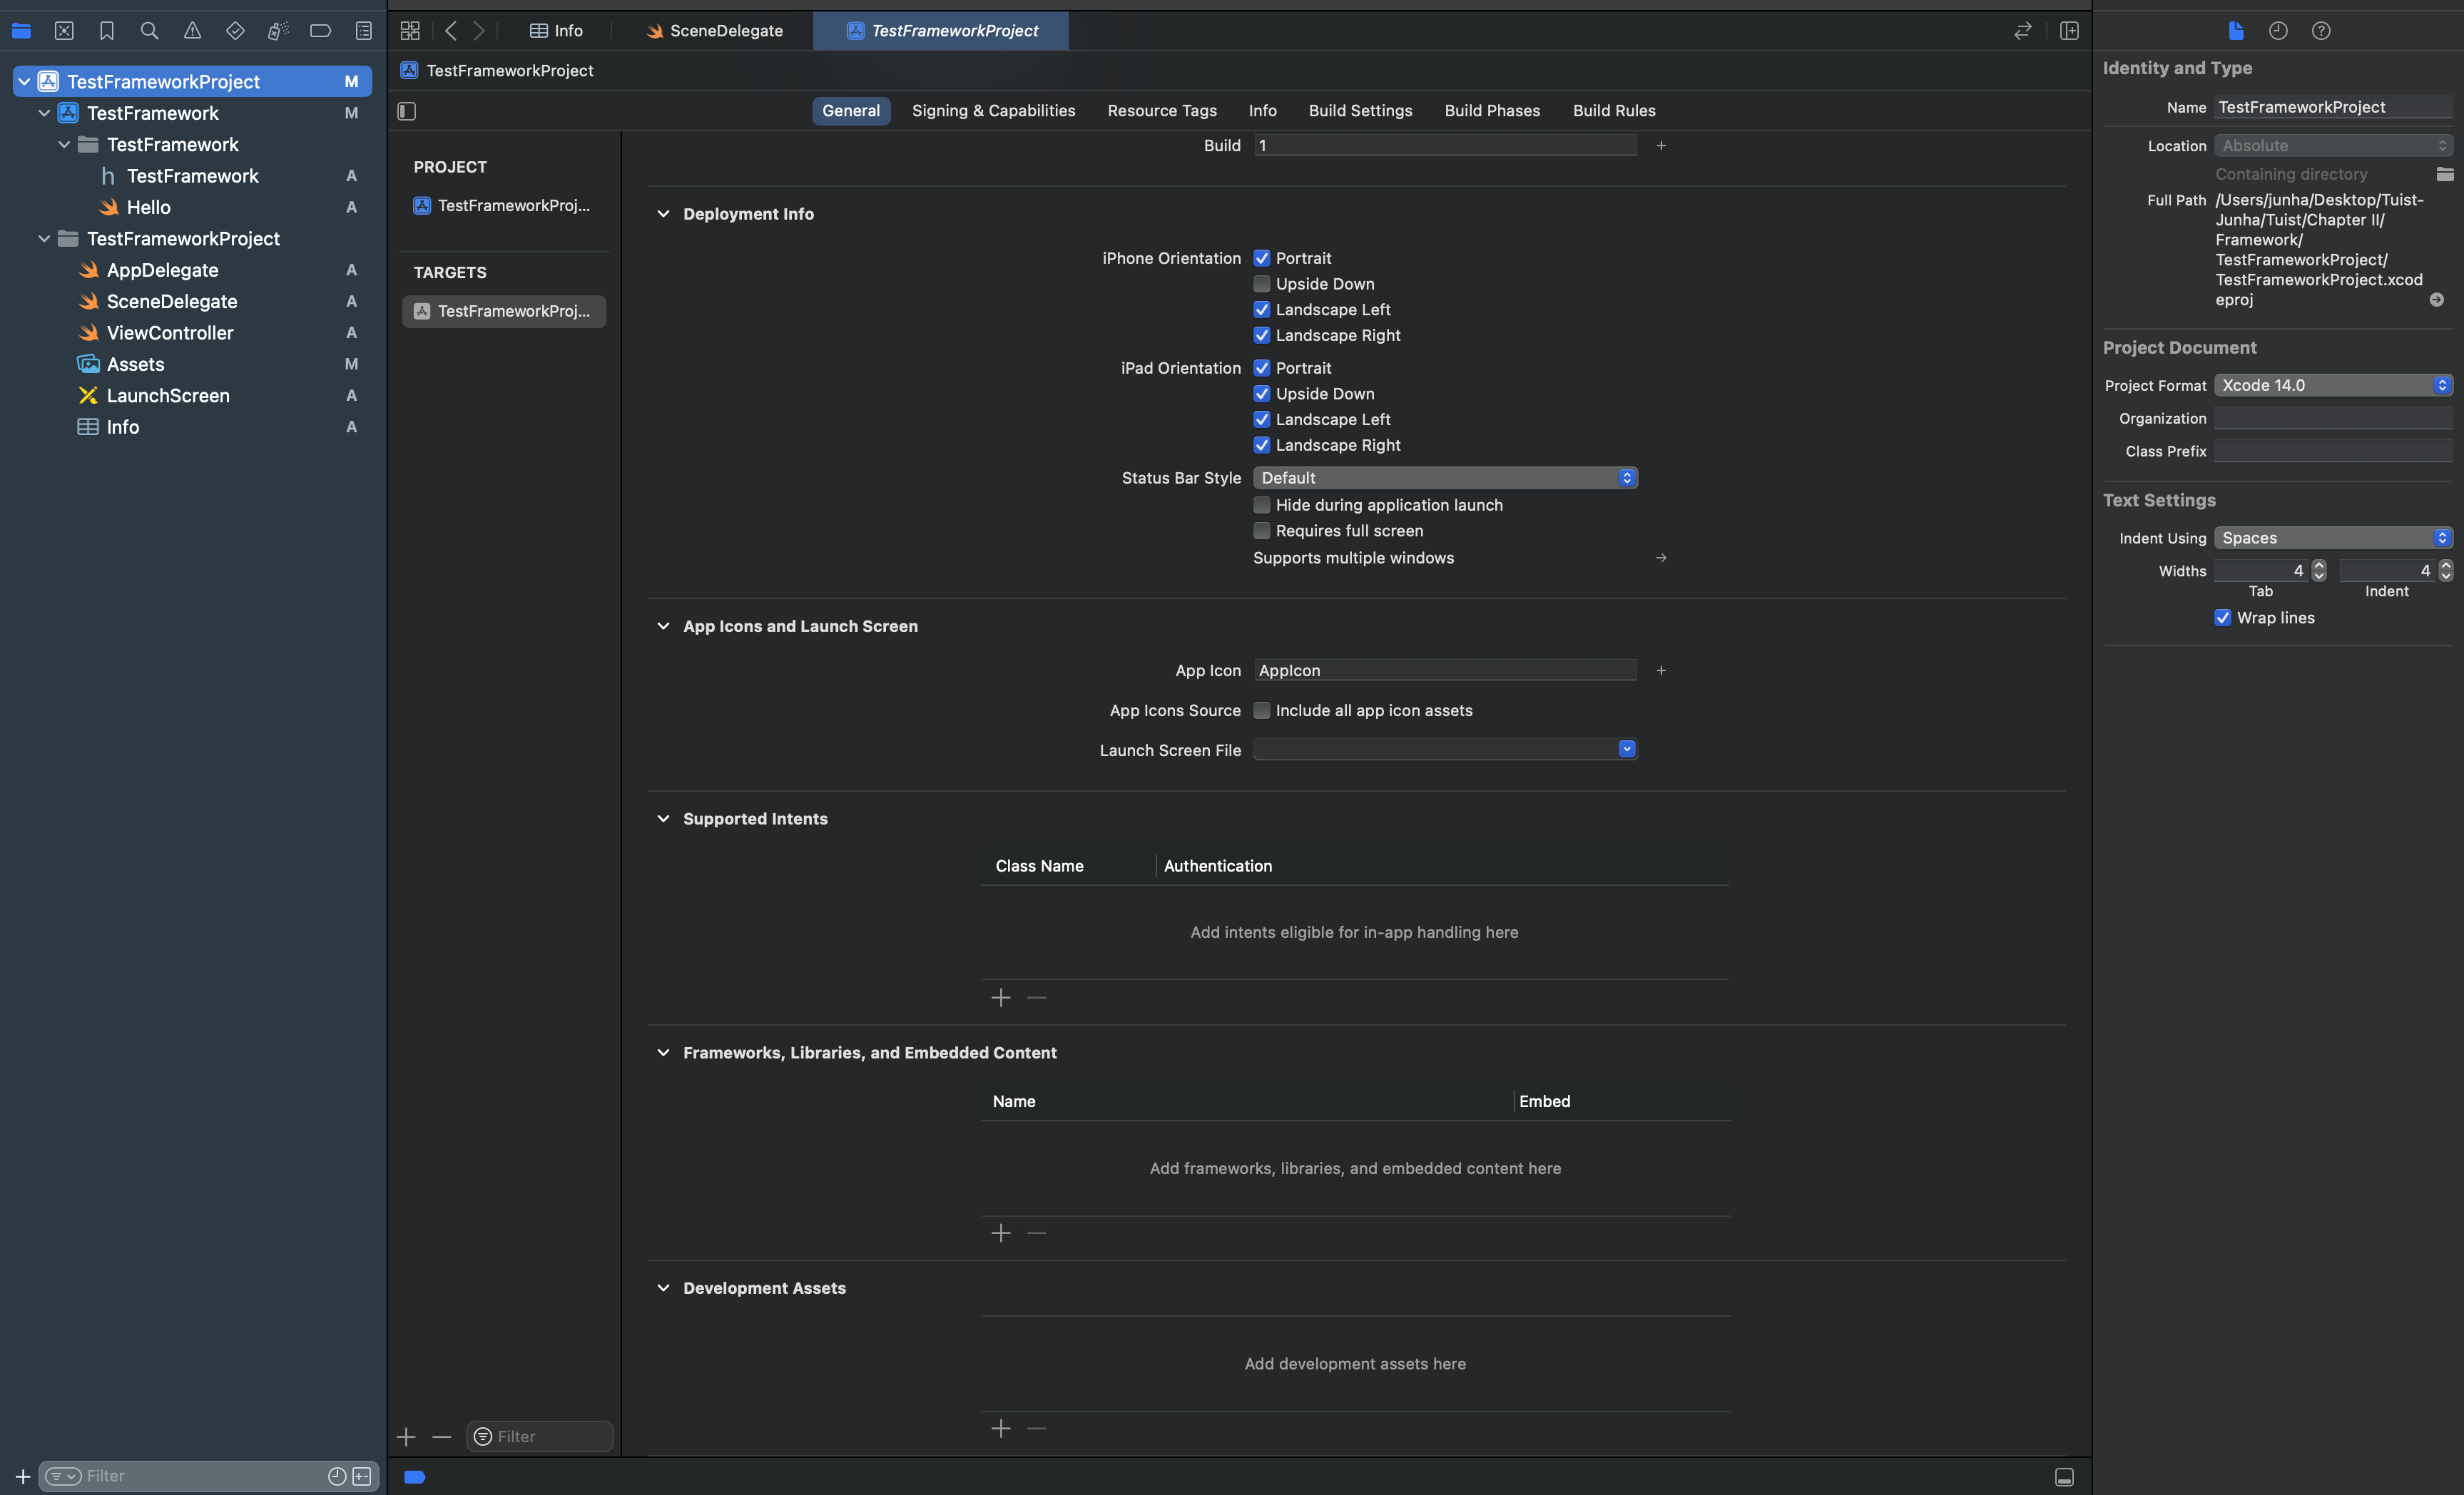 Info
SceneDelegate
TestFrameworkProject
TestFrameworkProject M
TestFramework M
TestFramework
TestFramework A
Hello A
TestFrameworkProject
AppDelegate A
SceneDelegate A
ViewController A
Assets M
LaunchScreen A
Info A
Filter
TestFrameworkProject
General Signing & Capabilities Resource Tags Info Build Settings Build Phases Build Rules
PROJECT
TestFrameworkProj...
TARGETS
TestFrameworkProj...
Filter
Build 1
Deployment Info
iPhone Orientation Portrait
Upside Down
Landscape Left
Landscape Right
iPad Orientation Portrait
Upside Down
Landscape Left
Landscape Right
Status Bar Style Default
Hide during application launch
Requires full screen
Supports multiple windows
App Icons and Launch Screen
App Icon AppIcon
App Icons Source Include all app icon assets
Launch Screen File
Supported Intents
Class Name Authentication
Add intents eligible for in-app handling here
Frameworks, Libraries, and Embedded Content
Name Embed
Add frameworks, libraries, and embedded content here
Development Assets
Add development assets here
Identity and Type
Name TestFrameworkProject
Location Absolute
Containing directory
Full Path /Users/junha/Desktop/Tuist-
Junha/Tuist/Chapter II/
Framework/
TestFrameworkProject/
TestFrameworkProject.xcod
eproj
Project Document
Project Format Xcode 14.0
Organization
Class Prefix
Text Settings
Indent Using Spaces
Widths 4 4
Tab Indent
Wrap lines